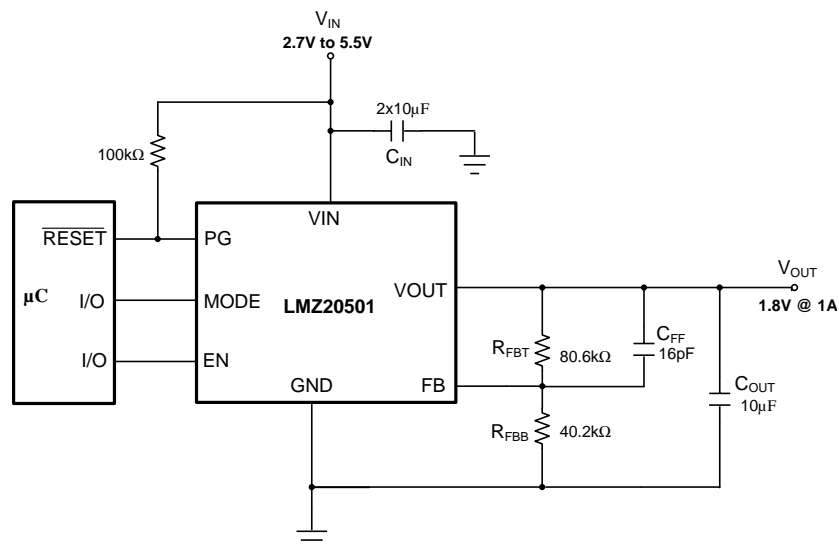 V_IN
2.7V to 5.5V
2x10µF
C_IN
100kΩ
VIN
RESET
PG
µC
I/O
MODE
LMZ20501
VOUT
V_OUT
1.8V @ 1A
I/O
EN
GND
FB
R_FBT
80.6kΩ
C_FF
16pF
C_OUT
10µF
R_FBB
40.2kΩ